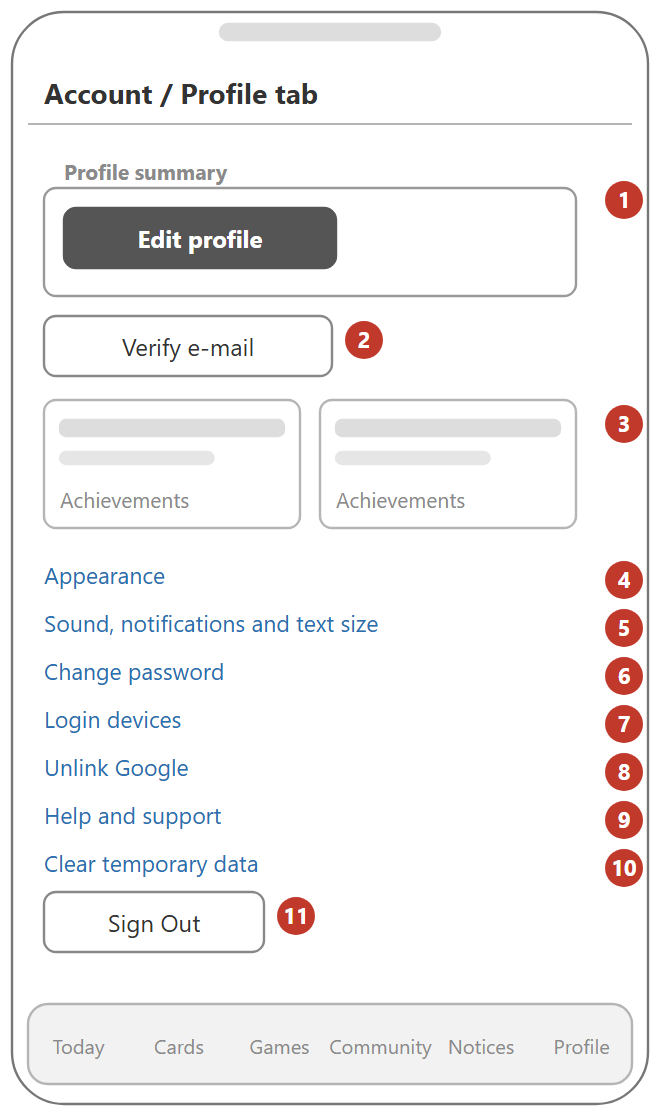 Account / Profile tab
Profile summary
1
Edit profile
Verify e-mail
2
3
Achievements
Achievements
Appearance
4
Sound, notifications and text size
5
Change password
6
Login devices
7
Unlink Google
8
Help and support
9
Clear temporary data
10
Sign Out
11
Today Cards Games Community Notices Profile